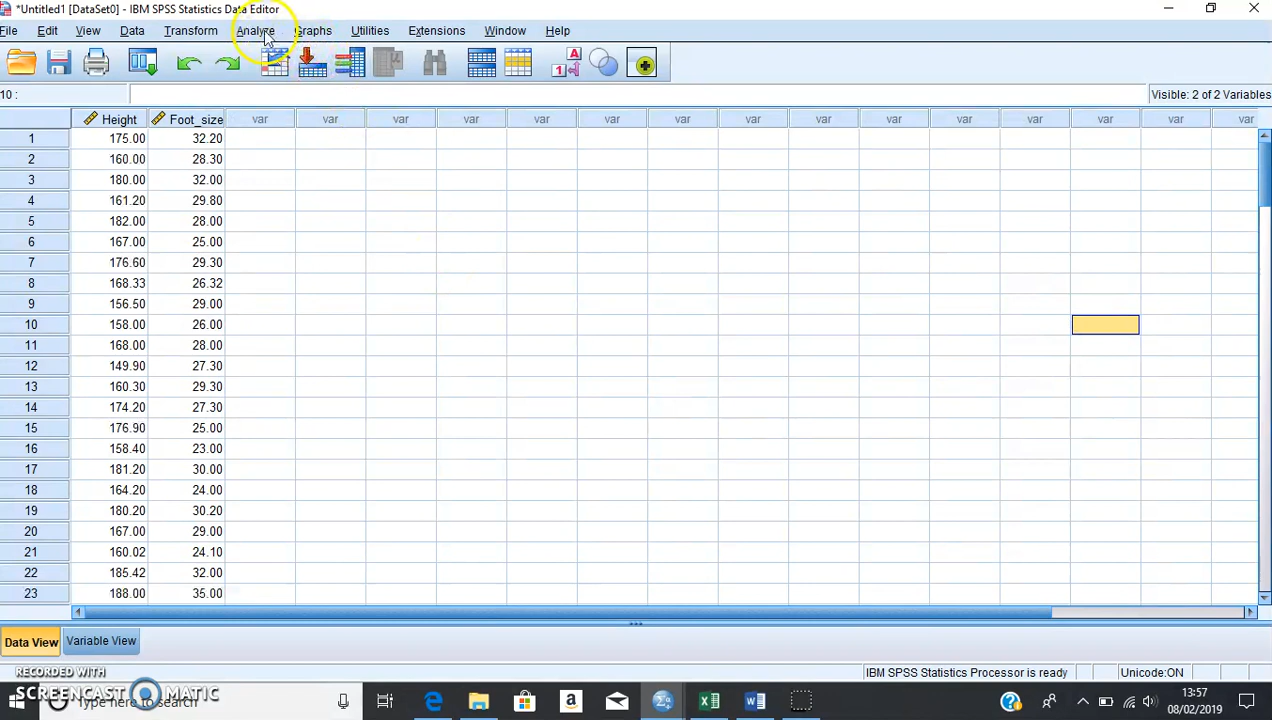 *Untitled1 [DataSet0] - IBM SPSS Statistics Data Editor
File Edit View Data Transform Analyze Graphs Utilities Extensions Window Help
A
1
10 : Visible: 2 of 2 Variables
Height Foot_size var var var var var var var var var var var var var var var
1 175.00 32.20
2 160.00 28.30
3 180.00 32.00
4 161.20 29.80
5 182.00 28.00
6 167.00 25.00
7 176.60 29.30
8 168.33 26.32
9 156.50 29.00
10 158.00 26.00
11 168.00 28.00
12 149.90 27.30
13 160.30 29.30
14 174.20 27.30
15 176.90 25.00
16 158.40 23.00
17 181.20 30.00
18 164.20 24.00
19 180.20 30.20
20 167.00 29.00
21 160.02 24.10
22 185.42 32.00
23 188.00 35.00
Data View Variable View
IBM SPSS Statistics Processor is ready Unicode:ON
RECORDED WITH
SCREENCAST MATIC
Type here to search
13:57
08/02/2019